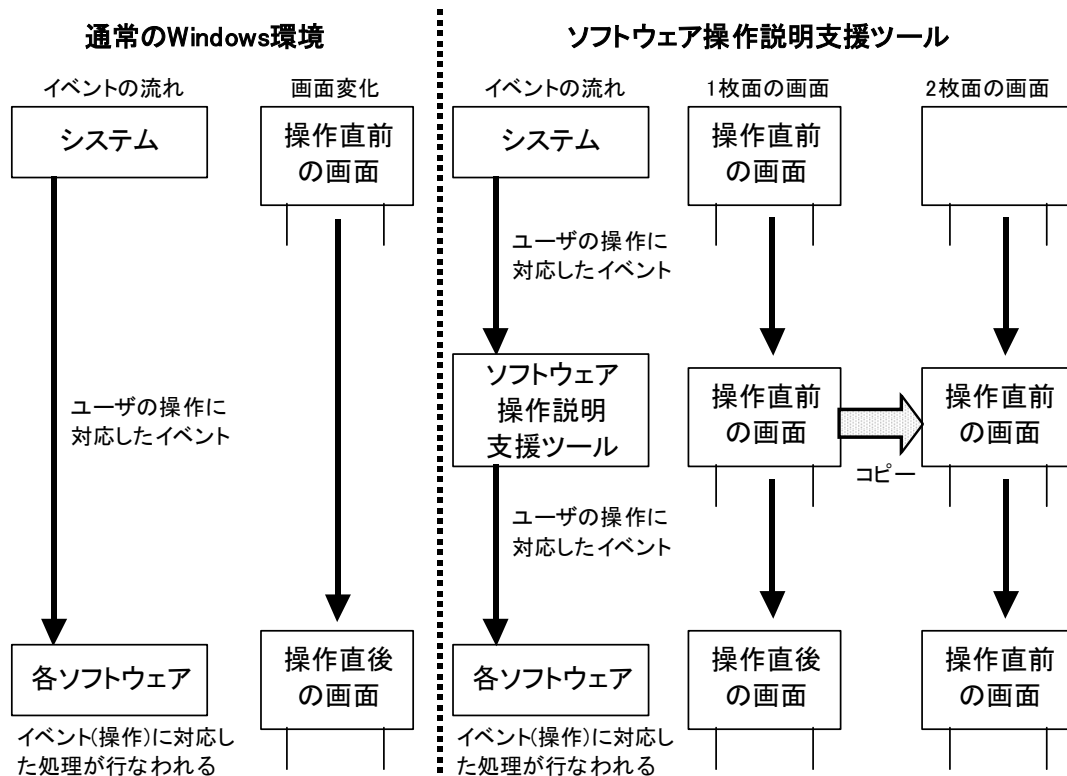 通常のWindows環境
イベントの流れ
画面変化
システム
操作直前
の画面
ユーザの操作に
対応したイベント
各ソフトウェア
操作直後
の画面
イベント(操作)に対応し
た処理が行なわれる
ソフトウェア操作説明支援ツール
イベントの流れ
1枚面の画面
2枚面の画面
システム
操作直前
の画面
ユーザの操作に
対応したイベント
ソフトウェア
操作説明
支援ツール
操作直前
の画面
コピー
操作直前
の画面
ユーザの操作に
対応したイベント
各ソフトウェア
操作直後
の画面
操作直前
の画面
イベント(操作)に対応し
た処理が行なわれる